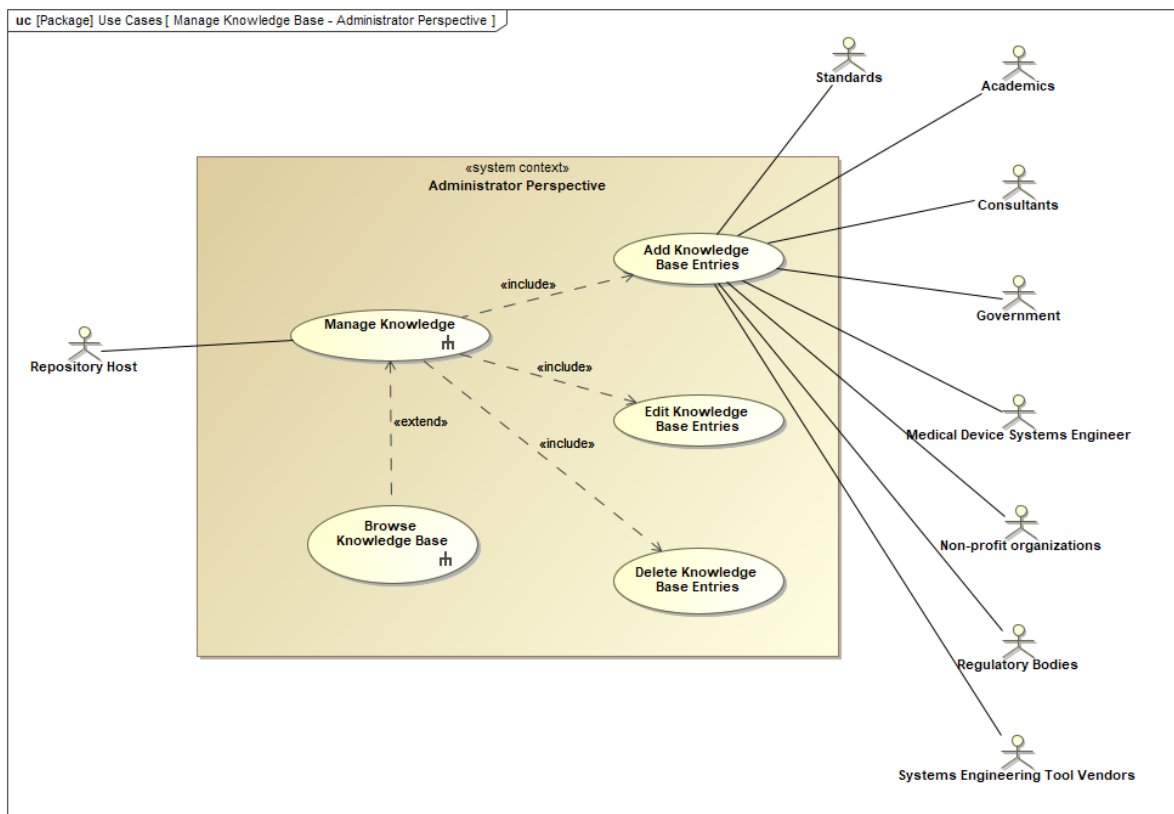 uc [Package] Use Cases [ Manage Knowledge Base - Administrator Perspective ]
Standards
Academics
«system context»
Administrator Perspective
Consultants
Add Knowledge
Base Entries
«include»
Government
Manage Knowledge
Repository Host
«include»
Edit Knowledge
Base Entries
«extend»
Medical Device Systems Engineer
«include»
Browse
Knowledge Base
Non-profit organizations
Delete Knowledge
Base Entries
Regulatory Bodies
Systems Engineering Tool Vendors